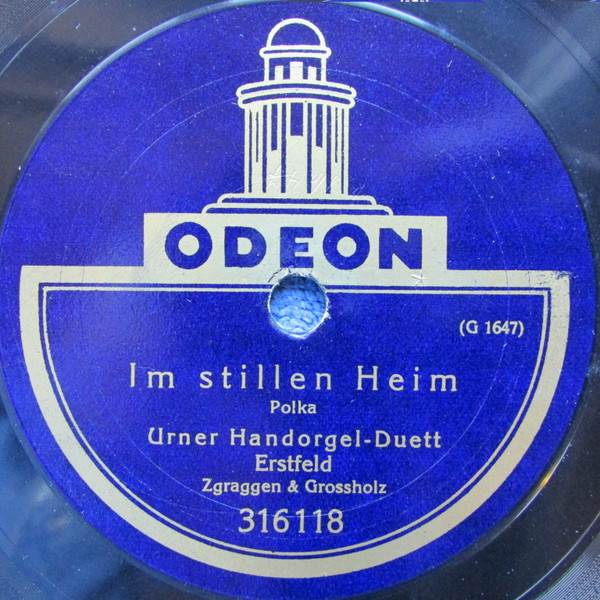 ODEON
(G 1647)
Im stillen Heim
Polka
Urner Handorgel-Duett
Erstfeld
Zgraggen & Grossholz
316118